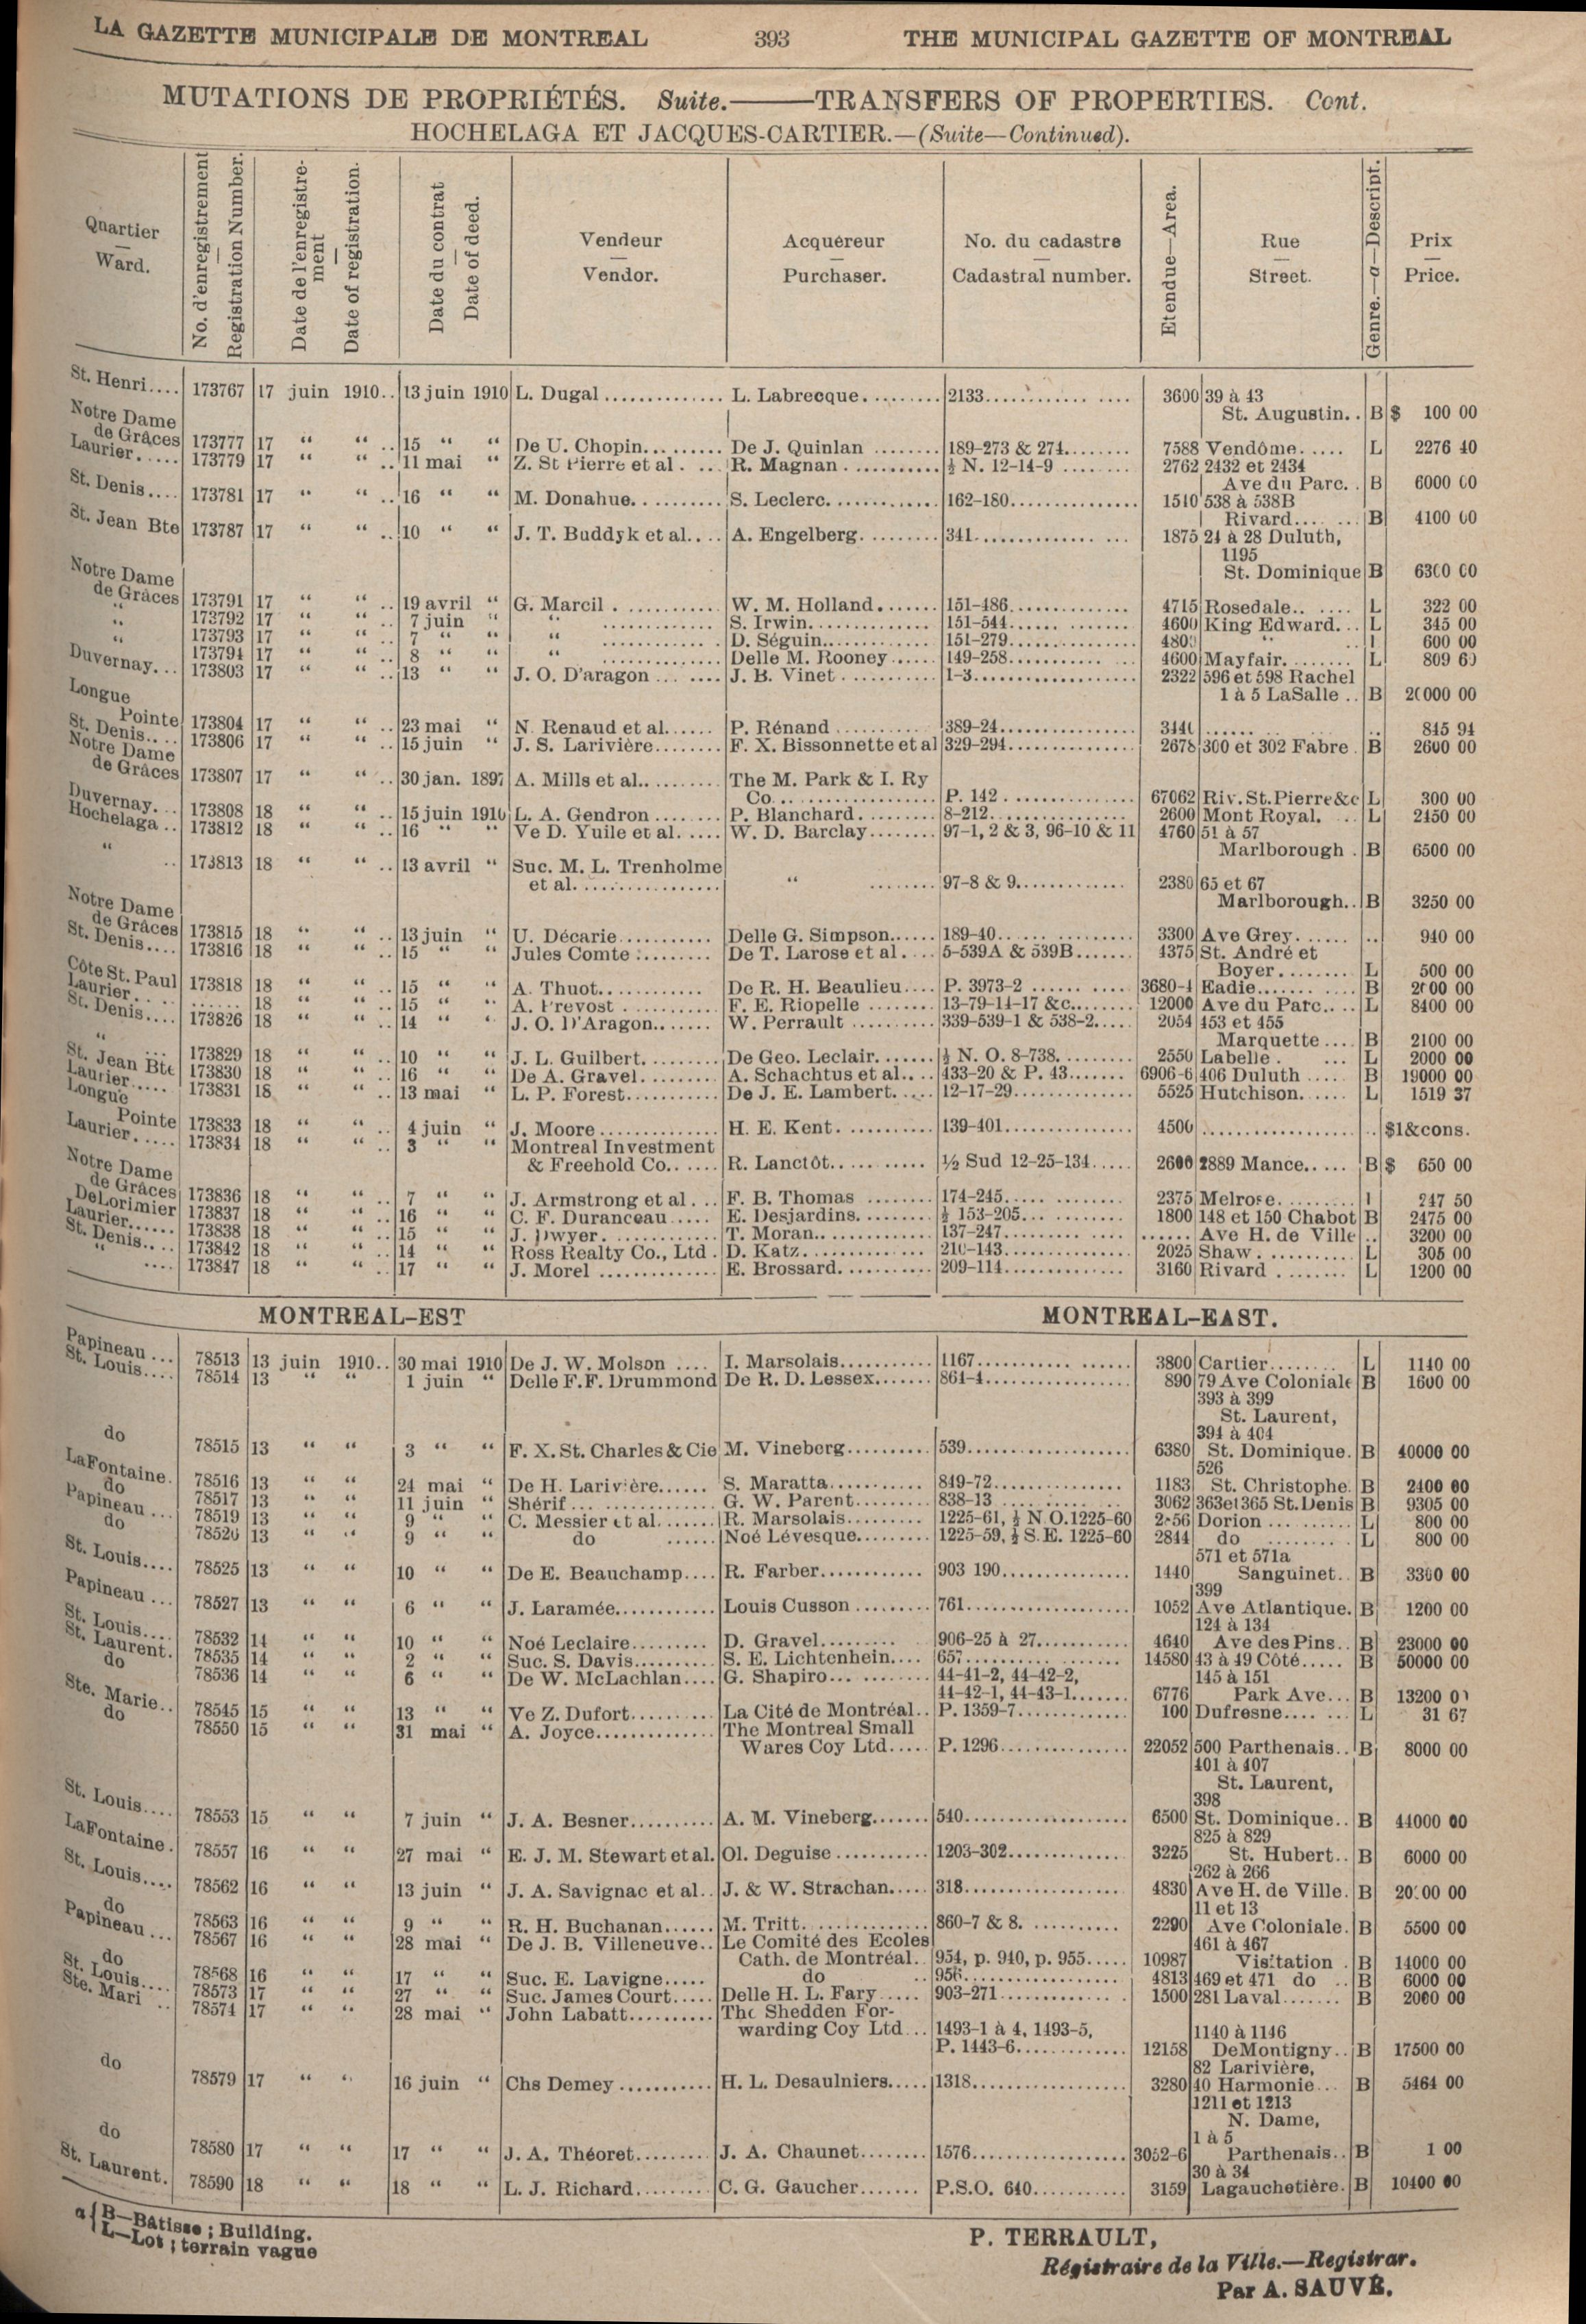 LA GAZETTE MUNICIPALE DE MONTREAL 393 THE MUNICIPAL GAZETTE OF MONTREAL
MUTATIONS DE PROPRIÉTÉS. Suite.——TRANSFERS OF PROPERTIES. Cont.
HOCHELAGA ET JACQUES-CARTIER.—(Suite—Continued).
Quartier — Ward. | No. d'enregistrement — Registration Number. | Date de l'enregistrement — Date of registration. | Date du contrat — Date of deed. | Vendeur — Vendor. | Acquéreur — Purchaser. | No. du cadastre — Cadastral number. | Etendue—Area. | Rue — Street. | Genre.—a—Descript. | Prix — Price.
St. Henri.... 173767 17 juin 1910.. 13 juin 1910 L. Dugal.............. L. Labrecque.......... 2133................ 3600 39 à 43
St. Augustin.. B $ 100 00
Notre Dame
de Grâces 173777 17 “ “ .. 15 “ “ De U. Chopin.......... De J. Quinlan ........ 189-273 & 274........ 7588 Vendôme...... L 2276 40
Laurier...... 173779 17 “ “ .. 11 mai “ Z. St Pierre et al.... R. Magnan........... ½ N. 12-14-9 ........ 2762 2432 et 2434
Ave du Parc.. B 6000 00
St. Denis.... 173781 17 “ “ .. 16 “ “ M. Donahue.......... S. Leclerc............ 162-180............... 1510 538 à 538B
Rivard........ B 4100 00
St. Jean Bte 173787 17 “ “ .. 10 “ “ J. T. Buddyk et al.... A. Engelberg......... 341................. 1875 24 à 28 Duluth,
1195
St. Dominique B 6300 00
Notre Dame
de Grâces 173791 17 “ “ .. 19 avril “ G. Marcil............ W. M. Holland....... 151-486.............. 4715 Rosedale....... L 322 00
“ 173792 17 “ “ .. 7 juin “ “ ............ S. Irwin............. 151-544.............. 4600 King Edward... L 345 00
“ 173793 17 “ “ .. 7 “ “ “ ............ D. Séguin............ 151-279.............. “ .. 600 00
173794 17 “ “ .. 8 “ “ “ ............ Delle M. Rooney...... 149-258.............. 4600 Mayfair........ L
Duvernay... 173803 17 “ “ .. 13 “ “ J. O. D'aragon....... J. B. Vinet........... 1-3................... 2322 596 et 598 Rachel
1 à 5 LaSalle.. B 20000 00
Longue
Pointe 173804 17 “ “ .. 23 mai “ N. Renaud et al...... P. Rénand........... 389-24............... .......... .. 845 94
St. Denis.... 173806 17 “ “ .. 15 juin “ J. S. Larivière........ F. X. Bissonnette et al 329-294.............. 2678 300 et 302 Fabre. B 2600 00
Notre Dame
de Grâces 173807 17 “ “ .. 30 jan. 1897 A. Mills et al......... The M. Park & I. Ry
Co.................. P. 142............... 67062 Riv. St. Pierre &c L 300 00
Duvernay... 173808 18 “ “ .. 15 juin 1910 L. A. Gendron........ P. Blanchard......... 8-212................ 2600 Mont Royal.... L 2450 00
Hochelaga.. 173812 18 “ “ .. 16 “ “ Ve D. Yuile et al..... W. D. Barclay........ 97-1, 2 & 3, 96-10 & 11 4760 51 à 57
Marlborough. B 6500 00
“ .. 173813 18 “ “ .. 13 avril “ Suc. M. L. Trenholme
et al................ “ ........ 97-8 & 9............. 2380 65 et 67
Marlborough.. B 3250 00
Notre Dame
de Grâces 173815 18 “ “ .. 13 juin “ U. Décarie........... Delle G. Simpson...... 189-40............... 3300 Ave Grey....... .. 940 00
St. Denis.... 173816 18 .. 15 “ “ Jules Comte......... De T. Larose et al.... 5-539A & 539B....... 4375 St. André et
Boyer........ L 500 00
Côte St. Paul 173818 18 “ “ .. 15 “ “ A. Thuot............ De R. H. Beaulieu.... P. 3973-2............ 3680-4 Eadie.......... B 2000 00
Laurier..... ...... 18 “ “ .. 15 “ “ A. Prevost........... F. E. Riopelle ........ 13-79-14-17 &c........ 12000 Ave du Parc.... L 8400 00
St. Denis.... 173826 18 “ “ .. 14 “ “ J. O. D'Aragon....... W. Perrault .......... 339-539-1 & 538-2..... 2054 453 et 455
Marquette.... B 2100 00
“ ... 173829 18 “ “ .. 10 “ “ J. L. Guilbert......... De Geo. Leclair....... ½ N. O. 8-738......... 2550 Labelle..... L 2000 00
St. Jean Bte 173830 18 “ “ .. 16 “ “ De A. Gravel......... A. Schachtus et al.... 433-20 & P. 43....... 6906-6 406 Duluth..... B 19000 00
Laurier..... 173831 18 “ .. 13 mai “ L. P. Forest........... De J. E. Lambert..... 12-17-29............. 5525 Hutchison...... L 1519 37
Longue
Pointe 173833 18 “ “ .. 4 juin “ J. Moore............. H. E. Kent........... 139-401.............. 4500 .................. .. $1&cons.
Laurier..... 173834 18 “ “ .. 3 “ “ Montreal Investment
& Freehold Co....... R. Lanctôt............ ½ Sud 12-25-134..... 2600 2889 Mance..... B $ 650 00
Notre Dame
de Grâces 173836 18 “ “ .. 7 “ “ J. Armstrong et al... F. B. Thomas ........ 174-245.............. 2375 Melrose......... 247 50
DeLorimier 173837 18 “ “ .. 16 “ “ C. F. Duranceau..... E. Desjardins......... ½ 153-205............ 1800 148 et 150 Chabot B 2475 00
Laurier...... 173838 18 “ “ .. 15 “ “ J. Dwyer............ T. Moran............. 137-247.............. ...... Ave H. de Ville .. 3200 00
St. Denis.... 173842 18 “ “ .. 14 “ “ Ross Realty Co., Ltd. D. Katz.............. 210-143.............. 2025 Shaw........... L 305 00
“ .... 173847 18 “ “ .. 17 “ “ J. Morel ............. E. Brossard........... 209-114.............. 3160 Rivard ........ L 1200 00
MONTREAL-EST MONTREAL-EAST.
Papineau... 78513 13 juin 1910.. 30 mai 1910 De J. W. Molson .... I. Marsolais........... 1167................. 3800 Cartier........ L 1140 00
St. Louis.... 78514 13 “ “ 1 juin “ Delle F.F. Drummond De R. D. Lessex....... 864-4................ 890 79 Ave Coloniale B 1600 00
393 à 399
St. Laurent,
394 à 404
do 78515 13 “ “ 3 “ “ F. X. St. Charles & Cie M. Vineberg.......... 539................... 6380 St. Dominique. B 40000 00
526
LaFontaine. 78516 13 “ “ 24 mai “ De H. Larivière...... S. Maratta........... 849-72............... 1183 St. Christophe. B 2400 00
do 78517 13 “ “ 11 juin “ Shérif............... G. W. Parent......... 838-13............... 3062 363 et 365 St. Denis B 9305 00
Papineau... 78519 13 “ “ 9 “ “ C. Messier et al....... R. Marsolais......... 1225-61, ½ N.O. 1225-60 Dorion.......... L 800 00
do 78520 13 “ “ 9 “ “ do ...... Noé Lévesque......... 1225-59, ½ S.E. 1225-60 2844 do ......... L 800 00
571 et 571a
St. Louis.... 78525 13 “ “ 10 “ “ De E. Beauchamp.... R. Farber............ 903 190............... 1440 Sanguinet.. B 3300 00
399
Papineau... 78527 13 “ “ 6 “ “ J. Laramée........... Louis Cusson ......... 761................... 1052 Ave Atlantique. B 1200 00
124 à 134
St. Louis.... 78532 14 “ “ 10 “ “ Noé Leclaire......... D. Gravel......... 906-25 à 27........... 4640 Ave des Pins.. B 23000 00
St. Laurent. 78535 14 “ “ 2 “ “ Suc. S. Davis......... S. E. Lichtenhein.... 657................... 14580 43 à 49 Côté..... B 50000 00
do 78536 14 “ “ 6 “ “ De W. McLachlan.... G. Shapiro........... 44-41-2, 44-42-2, 145 à 151
44-42-1, 44-43-1....... 6776 Park Ave... B 13200 00
Ste. Marie.. 78545 15 “ “ 13 “ “ Ve Z. Dufort.......... La Cité de Montréal.. P. 1359-7............. 100 Dufresne....... L 31 67
do 78550 15 “ “ 31 mai “ A. Joyce............. The Montreal Small
Wares Coy Ltd..... P. 1296............... 22052 500 Parthenais.. B 8000 00
401 à 407
St. Laurent,
398
St. Louis.... 78553 15 “ “ 7 juin “ J. A. Besner.......... A. M. Vineberg....... 540................... 6500 St. Dominique.. B 44000 00
825 à 829
LaFontaine. 78557 16 “ “ 27 mai “ E. J. M. Stewart et al. Ol. Deguise........... 1203-302............. 3225 St. Hubert.. B 6000 00
262 à 266
St. Louis.... 78562 16 “ “ 13 juin “ J. A. Savignac et al.. J. & W. Strachan..... 318................... 4830 Ave H. de Ville. B
11 et 13
do 78563 16 “ “ 9 “ “ R. H. Buchanan...... M. Tritt.............. 860-7 & 8........... 2290 Ave Coloniale. B 5500 00
Papineau... 78567 16 “ “ 28 mai “ De J. B. Villeneuve.. Le Comité des Ecoles 461 à 467
Cath. de Montréal.. 954, p. 940, p. 955..... 10987 Visitation. B 14000 00
do 78568 16 “ “ 17 “ “ Suc. E. Lavigne..... do .. 956................... 4813 469 et 471 do .. B 6000 00
St. Louis.... 78573 17 “ “ 27 “ “ Suc. James Court..... Delle H. L. Fary..... 903-271.............. 1500 281 Laval....... B 2000 00
Ste. Mari .. 78574 17 “ “ 28 mai “ John Labatt.......... The Shedden For-
warding Coy Ltd... 1493-1 à 4, 1493-5, 1140 à 1146
P. 1443-6............. 12158 DeMontigny.. B 17500 00
82 Larivière,
do 78579 17 “ “ 16 juin “ Chs Demey........... H. L. Desaulniers..... 1318.................. 3280 40 Harmonie... B 5464 00
1211 et 1213
N. Dame,
1 à 5
do 78580 17 “ “ 17 “ “ J. A. Théoret......... J. A. Chaunet........ 1576.................. 3052-6 Parthenais.. B 1 00
30 à 34
St. Laurent. 78590 18 “ “ 18 “ “ L. J. Richard......... C. G. Gaucher....... P.S.O. 640........... 3159 Lagauchetière. B 10400 00
a { B—Bâtisse ; Building.
L—Lot ; terrain vague
P. TERRAULT,
Régistraire de la Ville.—Registrar.
Par A. SAUVÉ.